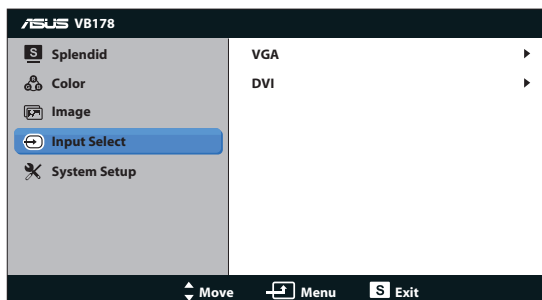 ASUS VB178
S Splendid
Color
Image
Input Select
System Setup
VGA
DVI
Move Menu S Exit